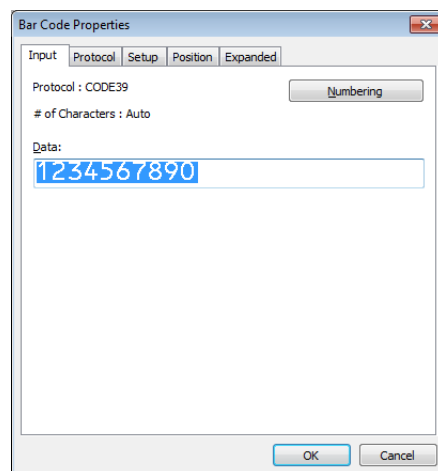 Bar Code Properties
Input Protocol Setup Position Expanded
Protocol : CODE39
Numbering
# of Characters : Auto
Data:
1234567890
OK Cancel